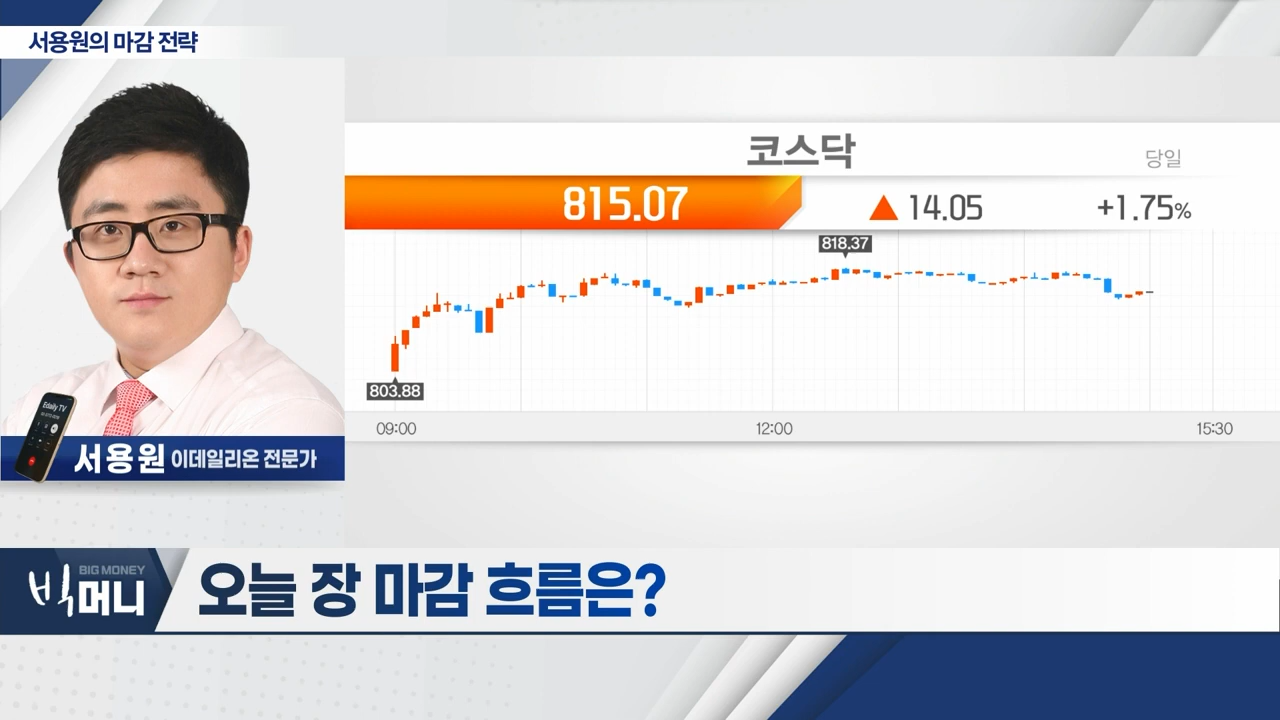 서용원의 마감 전략
코스닥
당일
815.07 ▲ 14.05 +1.75%
818.37
803.88
09:00 12:00 15:30
Edaily TV
서용원 이데일리온 전문가
BIG MONEY
빅머니
오늘 장 마감 흐름은?